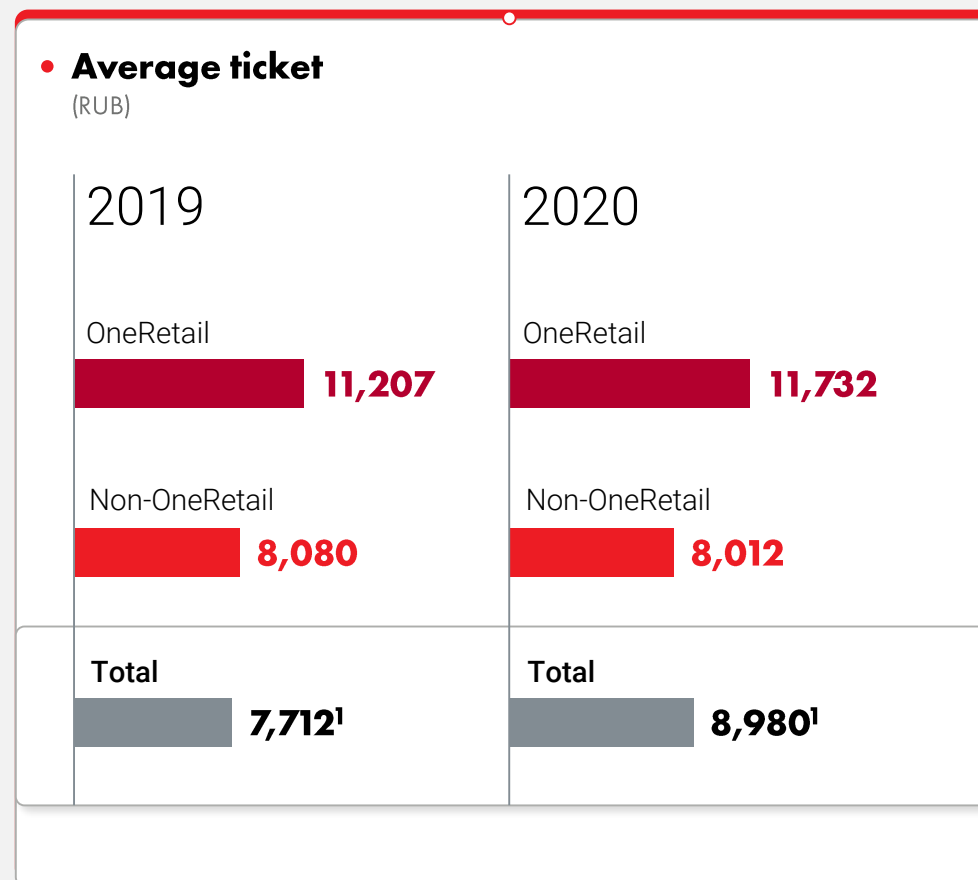 Average ticket
(RUB)
2019
OneRetail
11,207
Non-OneRetail
8,080
Total
7,712¹
2020
OneRetail
11,732
Non-OneRetail
8,012
Total
8,980¹